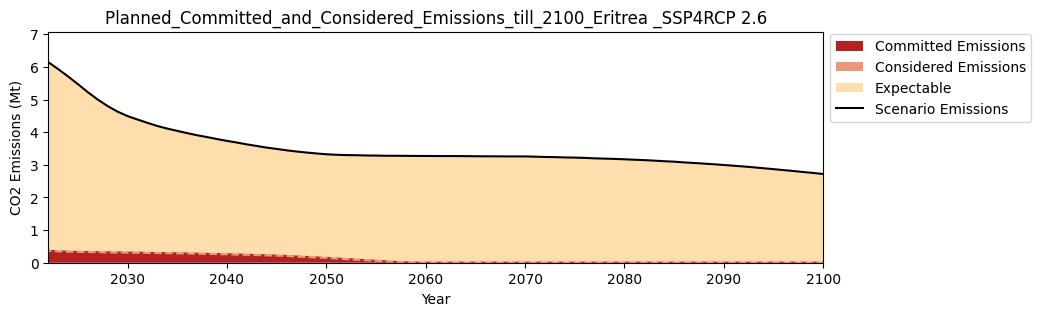 Planned_Committed_and_Considered_Emissions_till_2100_Eritrea _SSP4RCP 2.6
7
6
5
4
3
2
1
0
CO2 Emissions (Mt)
2030 2040 2050 2060 2070 2080 2090 2100
Year
Committed Emissions
Considered Emissions
Expectable
Scenario Emissions